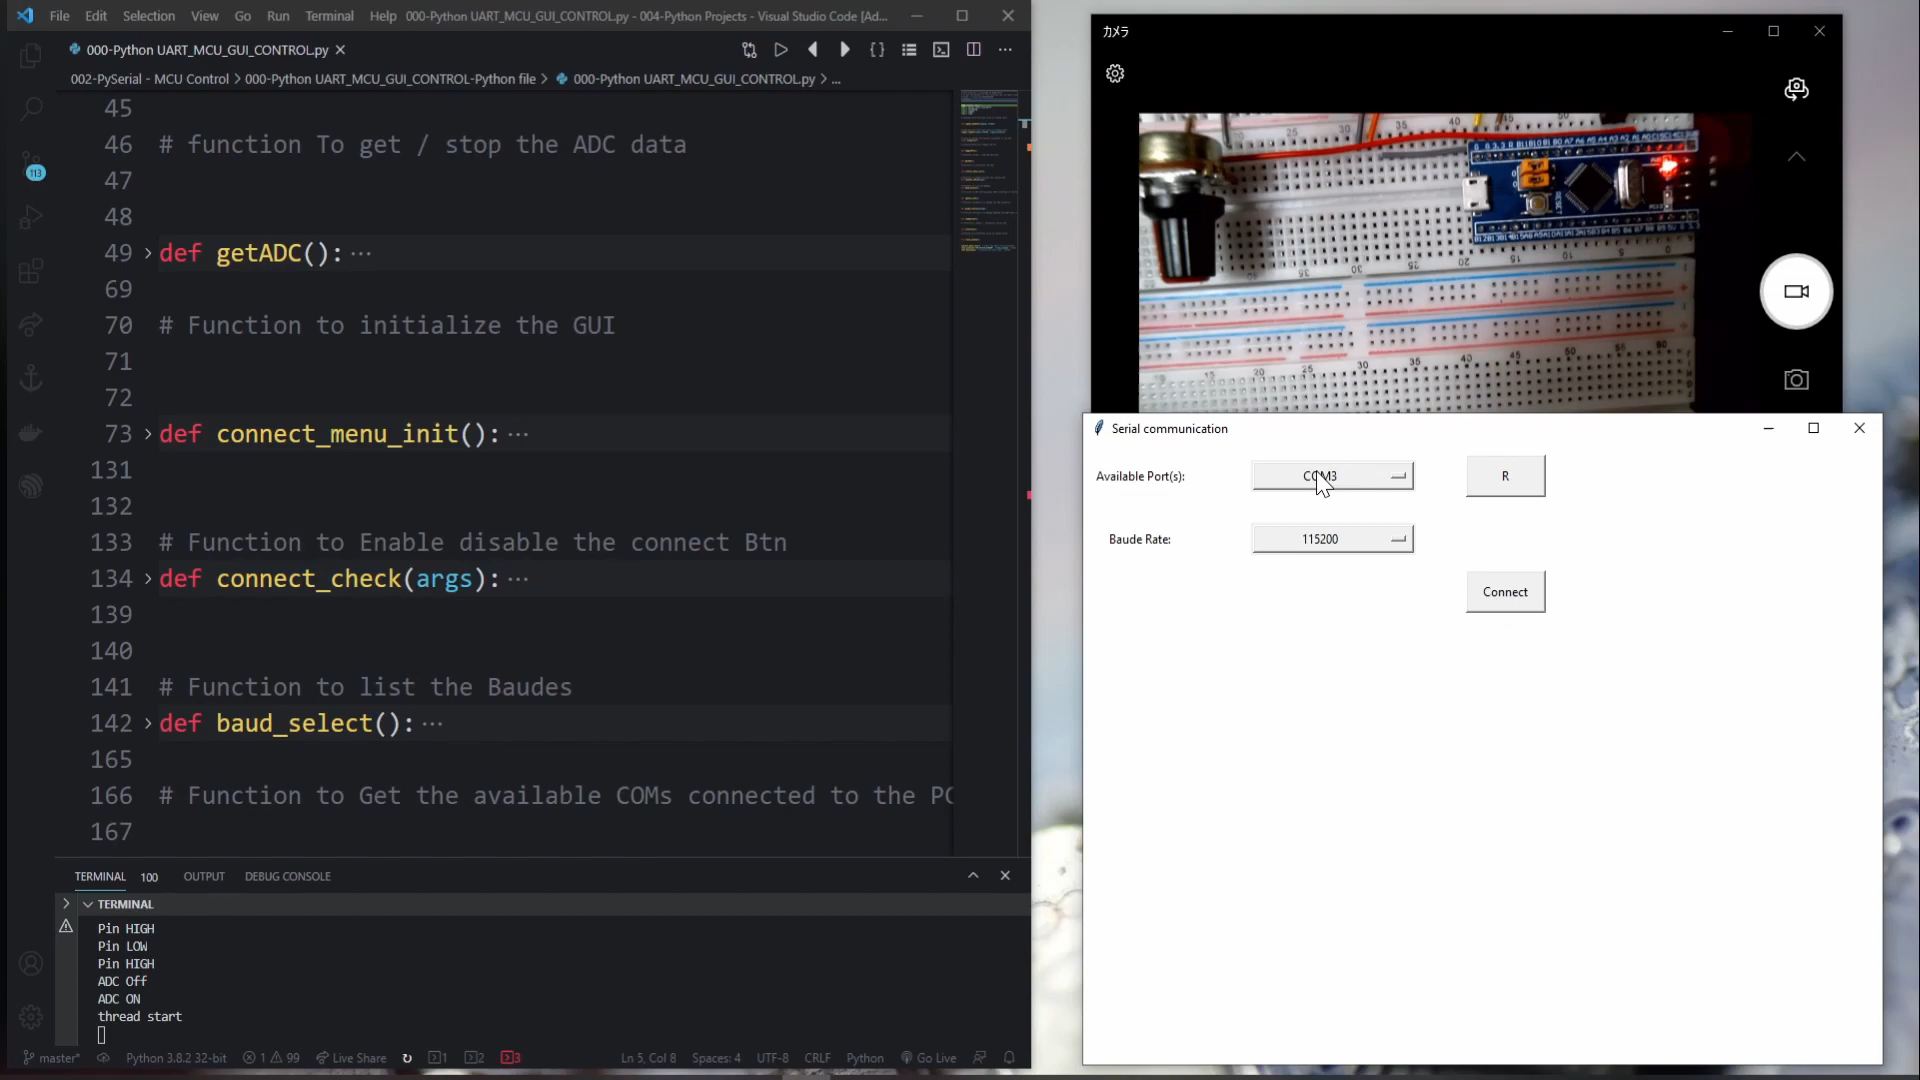 File Edit Selection View Go Run Terminal Help 000-Python UART_MCU_GUI_CONTROL.py - 004-Python Projects - Visual Studio Code [Ad...
000-Python UART_MCU_GUI_CONTROL.py
002-PySerial - MCU Control > 000-Python UART_MCU_GUI_CONTROL-Python file > 000-Python UART_MCU_GUI_CONTROL.py > ...
45
46 # function To get / stop the ADC data
47
48
49 def getADC(): ...
69
70 # Function to initialize the GUI
71
72
73 def connect_menu_init(): ...
131
132
133 # Function to Enable disable the connect Btn
134 def connect_check(args): ...
139
140
141 # Function to list the Baudes
142 def baud_select(): ...
165
166 # Function to Get the available COMs connected to the PC
167
113
TERMINAL 100 OUTPUT DEBUG CONSOLE
TERMINAL
Pin HIGH
Pin LOW
Pin HIGH
ADC Off
ADC ON
thread start
master* Python 3.8.2 32-bit 1 99 Live Share 1 2 3 Ln 5, Col 8 Spaces: 4 UTF-8 CRLF Python Go Live
カメラ
Serial communication
Available Port(s): COM3 R
Baude Rate: 115200
Connect